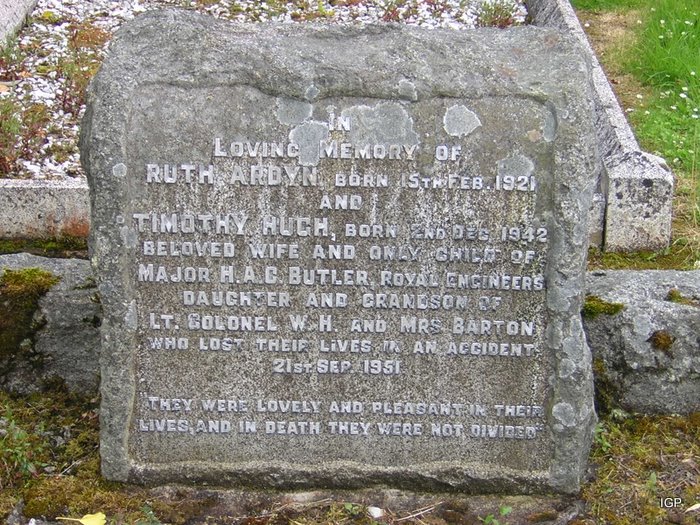 IN
LOVING MEMORY OF
RUTH ARDYN, BORN 15TH FEB. 1921
AND
TIMOTHY HUGH, BORN 2ND DEC. 1942
BELOVED WIFE AND ONLY CHILD OF
MAJOR H.A.C. BUTLER, ROYAL ENGINEERS
DAUGHTER AND GRANDSON OF
LT. COLONEL W.H. AND MRS BARTON
WHO LOST THEIR LIVES IN AN ACCIDENT
21ST SEP. 1951
"THEY WERE LOVELY AND PLEASANT IN THEIR
LIVES, AND IN DEATH THEY WERE NOT DIVIDED"
IGP